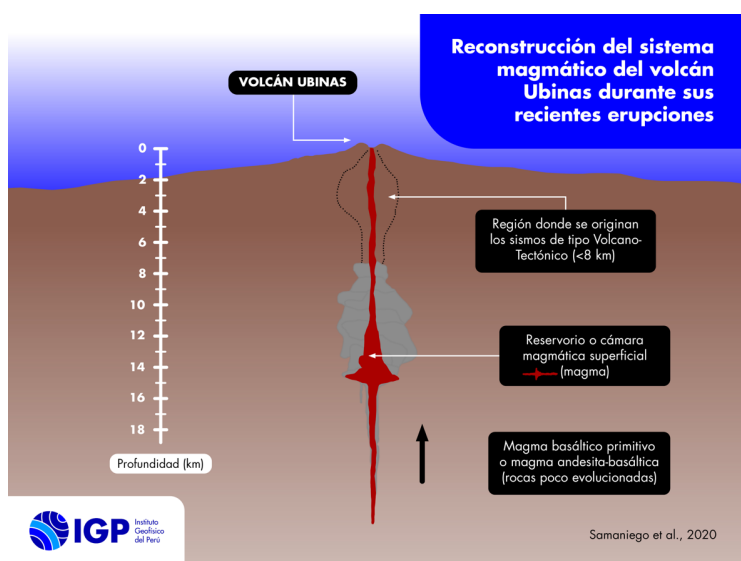 Reconstrucción del sistema
magmático del volcán
Ubinas durante sus
recientes erupciones
VOLCÁN UBINAS
0
2
4
6
8
10
12
14
16
18
Profundidad (km)
Región donde se originan
los sismos de tipo Volcano-
Tectónico (<8 km)
Reservorio o cámara
magmática superficial
(magma)
Magma basáltico primitivo
o magma andesita-basáltica
(rocas poco evolucionadas)
IGP
Instituto
Geofísico
del Perú
Samaniego et al., 2020